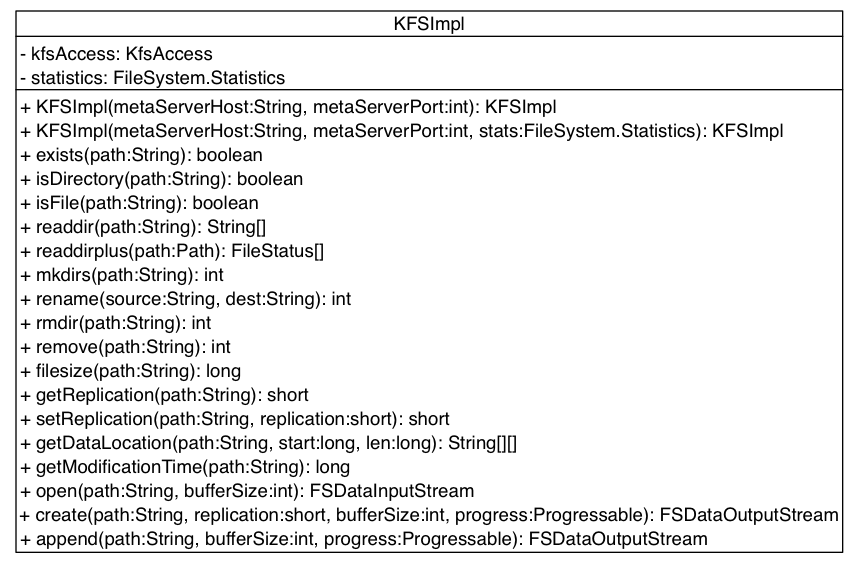 KFSImpl
- kfsAccess: KfsAccess
- statistics: FileSystem.Statistics
+ KFSImpl(metaServerHost:String, metaServerPort:int): KFSImpl
+ KFSImpl(metaServerHost:String, metaServerPort:int, stats:FileSystem.Statistics): KFSImpl
+ exists(path:String): boolean
+ isDirectory(path:String): boolean
+ isFile(path:String): boolean
+ readdir(path:String): String[]
+ readdirplus(path:Path): FileStatus[]
+ mkdirs(path:String): int
+ rename(source:String, dest:String): int
+ rmdir(path:String): int
+ remove(path:String): int
+ filesize(path:String): long
+ getReplication(path:String): short
+ setReplication(path:String, replication:short): short
+ getDataLocation(path:String, start:long, len:long): String[][]
+ getModificationTime(path:String): long
+ open(path:String, bufferSize:int): FSDataInputStream
+ create(path:String, replication:short, bufferSize:int, progress:Progressable): FSDataOutputStream
+ append(path:String, bufferSize:int, progress:Progressable): FSDataOutputStream